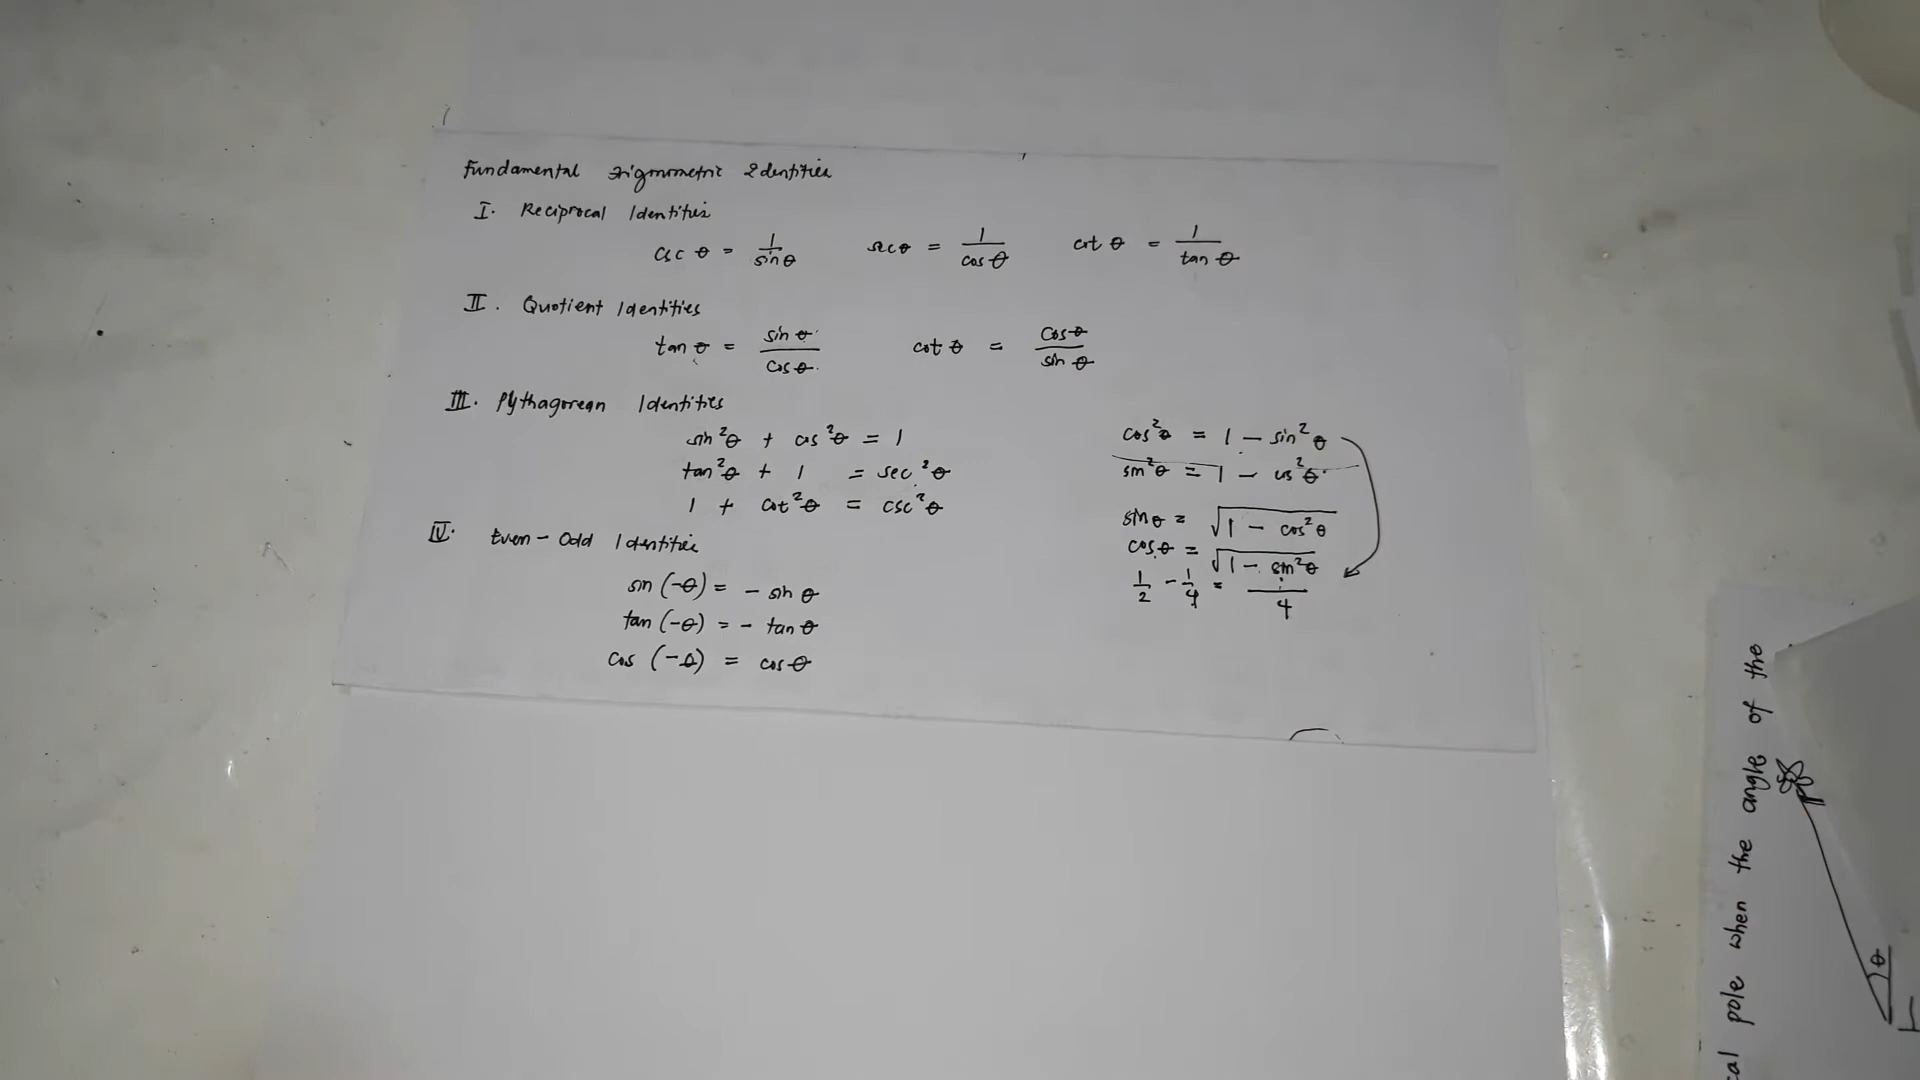 Fundamental Trigonometric Identities
I. Reciprocal Identities
csc θ = 1/sin θ    sec θ = 1/cos θ    cot θ = 1/tan θ
II. Quotient Identities
tan θ = sin θ/cos θ    cot θ = cos θ/sin θ
III. Pythagorean Identities
sin²θ + cos²θ = 1
tan²θ + 1 = sec²θ
1 + cot²θ = csc²θ
IV. Even-Odd Identities
sin (-θ) = - sin θ
tan (-θ) = - tan θ
cos (-θ) = cos θ
cos²θ = 1 - sin²θ
sin²θ = 1 - cos²θ
sin θ = √(1 - cos²θ)
cos θ = √(1 - sin²θ)
1/2 - 1/4 = /4
pole when the angle of the
θ